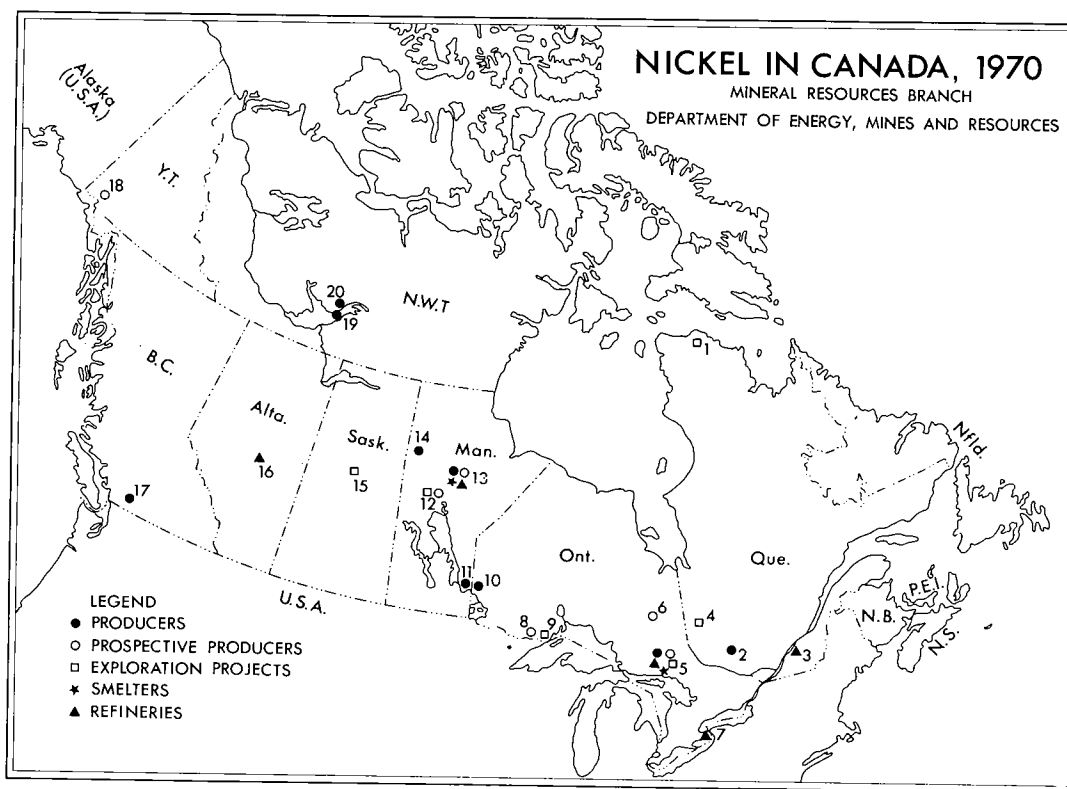 NICKEL IN CANADA, 1970
MINERAL RESOURCES BRANCH
DEPARTMENT OF ENERGY, MINES AND RESOURCES
Alaska
(U.S.A.)
18
Y.T.
20
19
N.W.T
1
B.C.
Alta.
Sask.
Man.
14
13
16
15
12
17
Nfld.
Ont.
Que.
11
10
U.S.A.
P.E.I.
N.B.
N.S.
6
4
8
9
5
2
3
7
LEGEND
● PRODUCERS
○ PROSPECTIVE PRODUCERS
□ EXPLORATION PROJECTS
★ SMELTERS
▲ REFINERIES